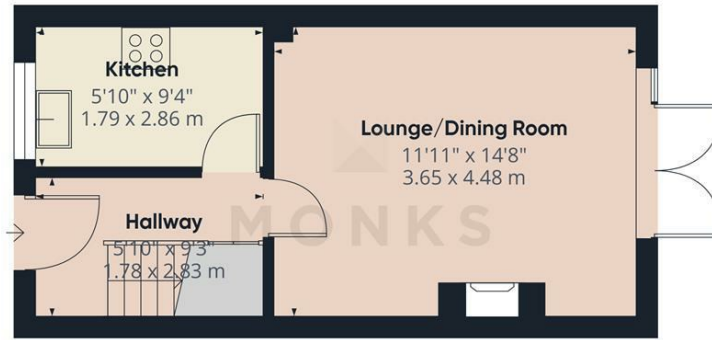 Kitchen
5'10" x 9'4"
1.79 x 2.86 m
Lounge/Dining Room
11'11" x 14'8"
3.65 x 4.48 m
Hallway
5'10" x 9'3"
1.78 x 2.83 m
MONKS